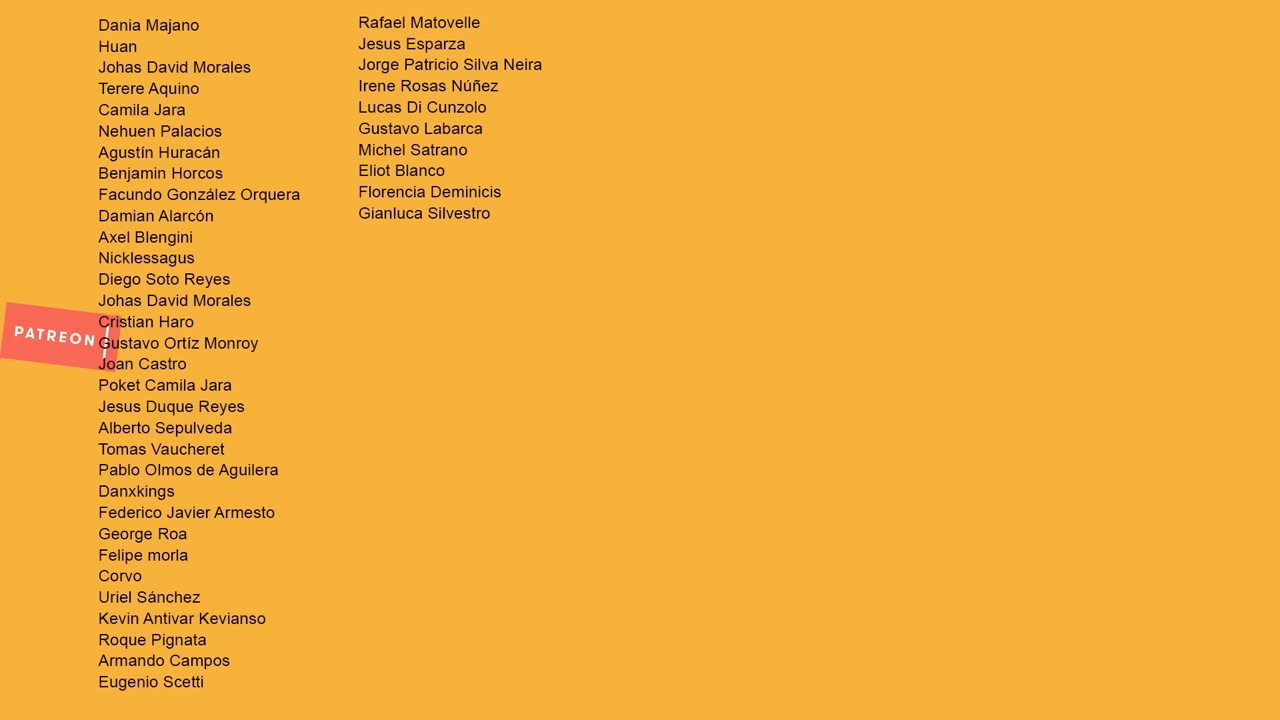 Dania Majano
Huan
Johas David Morales
Terere Aquino
Camila Jara
Nehuen Palacios
Agustín Huracán
Benjamin Horcos
Facundo González Orquera
Damian Alarcón
Axel Blengini
Nicklessagus
Diego Soto Reyes
Johas David Morales
Cristian Haro
Gustavo Ortíz Monroy
Joan Castro
Poket Camila Jara
Jesus Duque Reyes
Alberto Sepulveda
Tomas Vaucheret
Pablo Olmos de Aguilera
Danxkings
Federico Javier Armesto
George Roa
Felipe morla
Corvo
Uriel Sánchez
Kevin Antivar Kevianso
Roque Pignata
Armando Campos
Eugenio Scetti
Rafael Matovelle
Jesus Esparza
Jorge Patricio Silva Neira
Irene Rosas Núñez
Lucas Di Cunzolo
Gustavo Labarca
Michel Satrano
Eliot Blanco
Florencia Deminicis
Gianluca Silvestro
PATREON